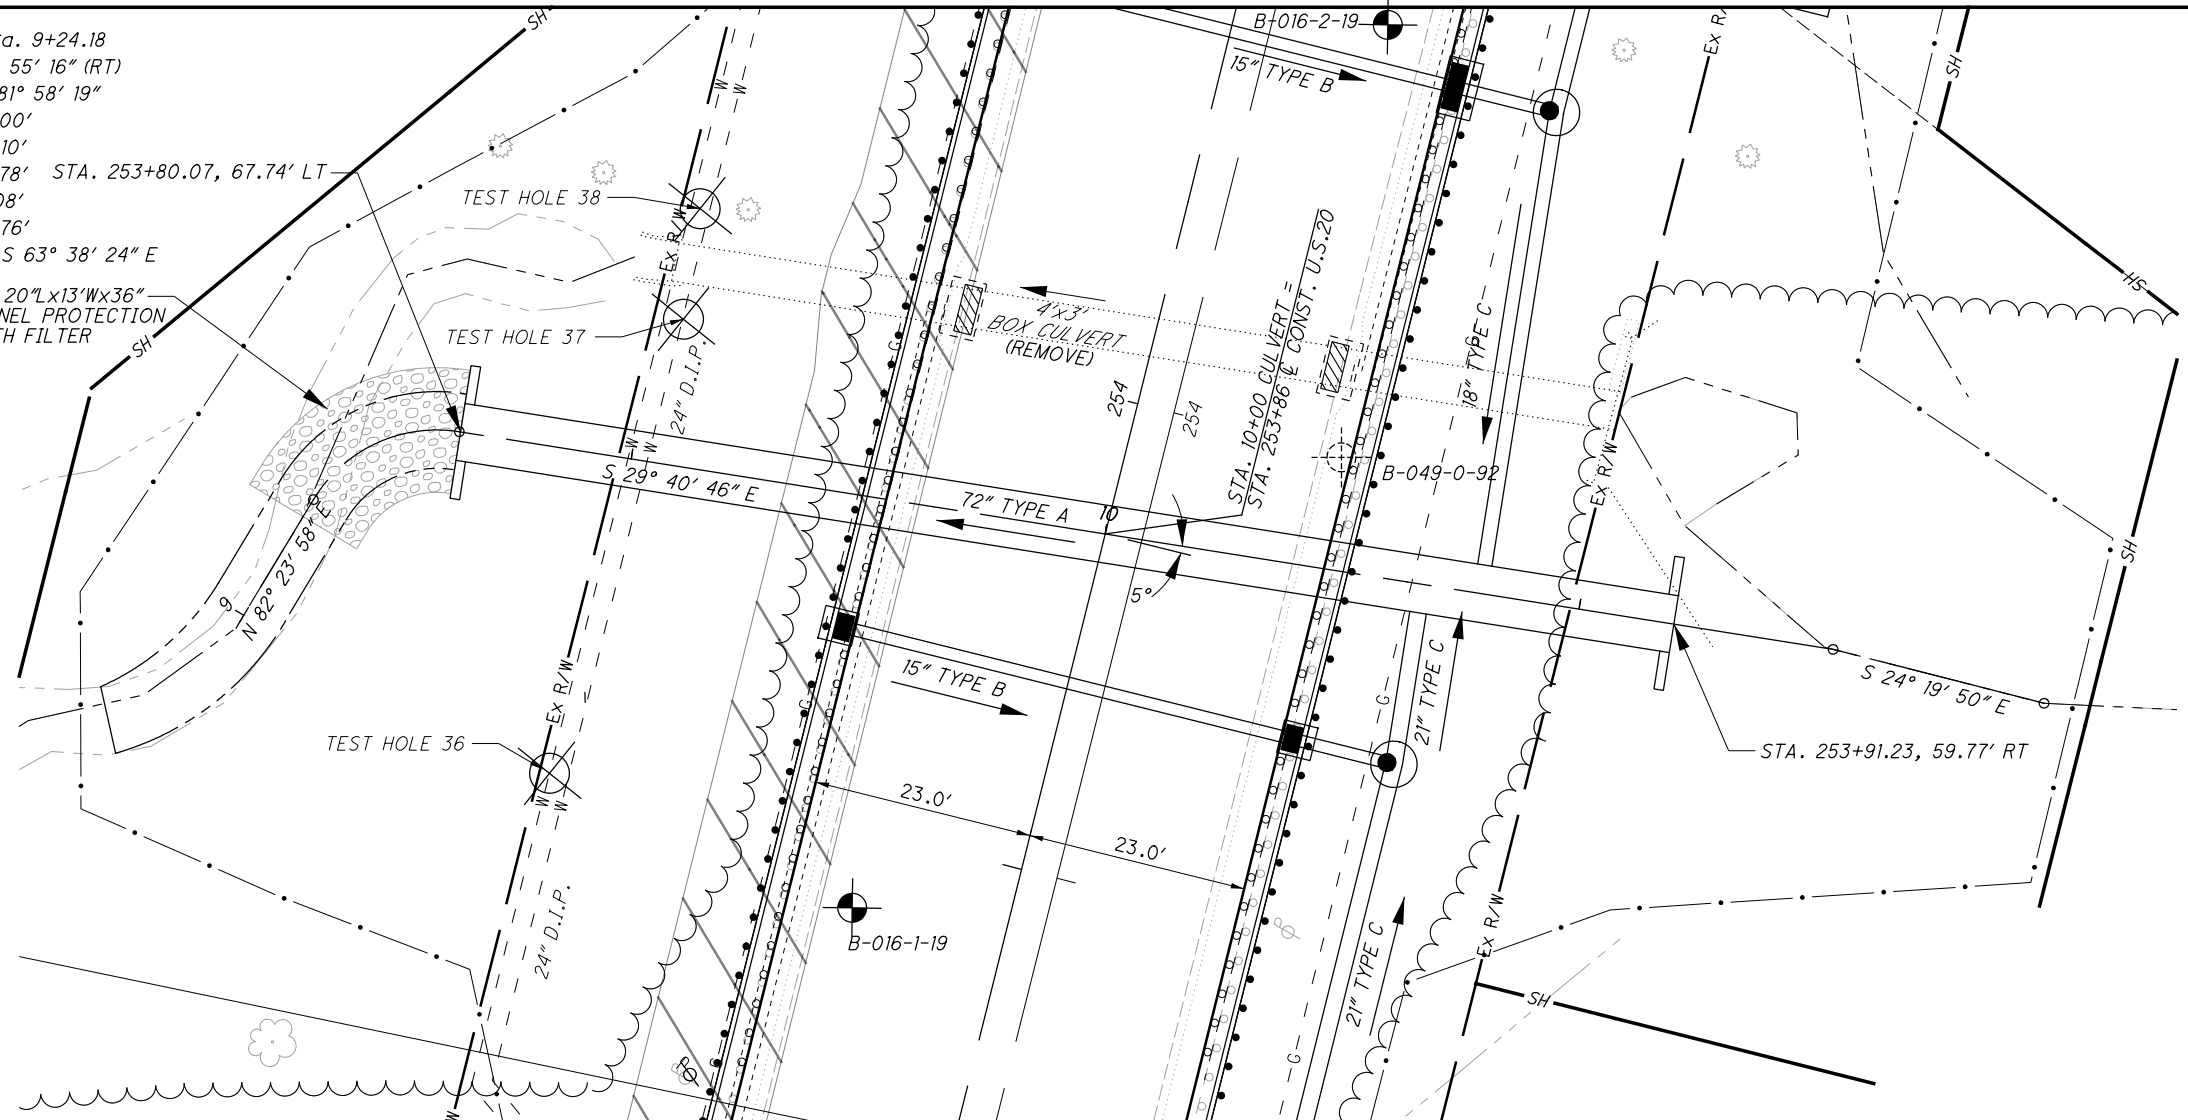 ta. 9+24.18
55' 16" (RT)
81° 58' 19"
00'
10'
78'
08'
76'
S 63° 38' 24" E
20"Lx13'Wx36"
NEL PROTECTION
TH FILTER
STA. 253+80.07, 67.74' LT
SH
SH
TEST HOLE 38
TEST HOLE 37
TEST HOLE 36
W
W
Ex R/W
24" D.I.P.
W
W
Ex R/W
W
W
24" D.I.P.
W
S 29° 40' 46" E
N 82° 23' 58" E
9
B-016-2-19
15" TYPE B
4'x3'
BOX CULVERT
(REMOVE)
254
254
STA. 10+00 CULVERT =
STA. 253+86 ℄ CONST. U.S.20
18" TYPE C
G
B-049-0-92
72" TYPE A
10
5°
G
15" TYPE B
G
21" TYPE C
G
23.0'
23.0'
B-016-1-19
21" TYPE C
G
G
Ex R/
Ex R/W
Ex R/W
SH
SH
SH
SH
S 24° 19' 50" E
STA. 253+91.23, 59.77' RT